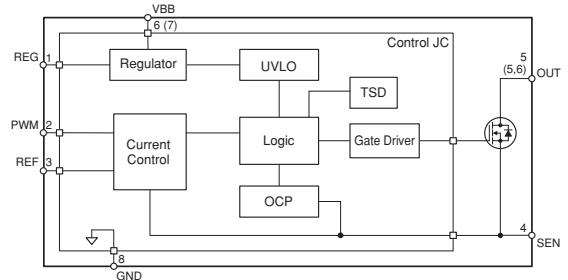 VBB
6 (7)
Control JC
REG
1
Regulator
UVLO
5
(5,6)
OUT
TSD
PWM
2
Current
Control
Logic
Gate Driver
REF
3
OCP
4
SEN
8
GND